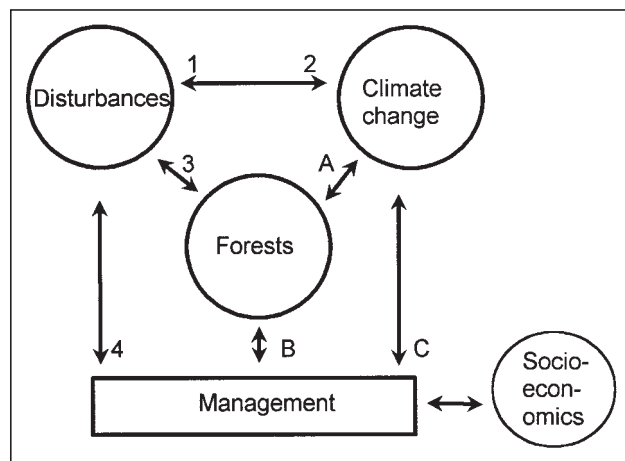 1 2
Disturbances
Climate
change
3 A
Forests
4 B C
Management
Socio-
econ-
omics